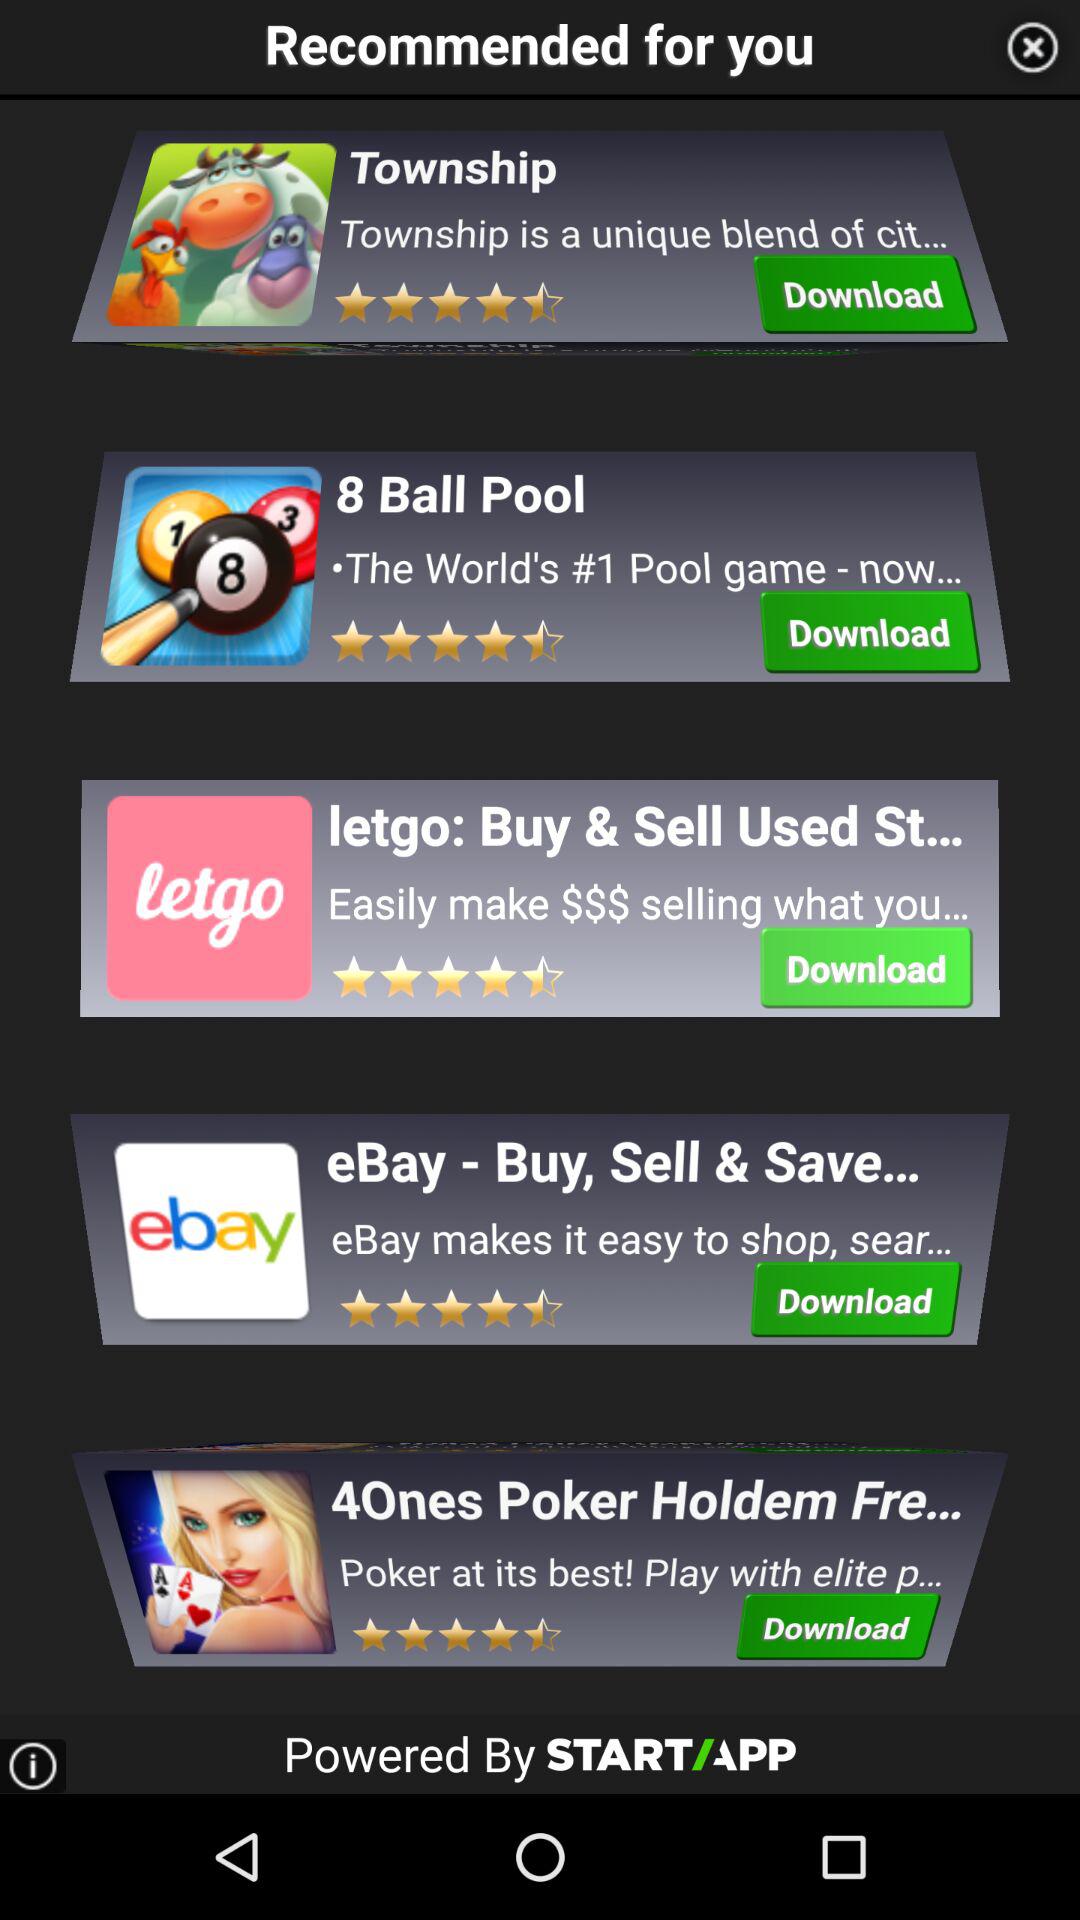 Recommended for you
Township
Township is a unique blend of cit...
Download
1 3
8
8 Ball Pool
•The World's #1 Pool game - now...
Download
letgo
letgo: Buy & Sell Used St...
Easily make $$$ selling what you...
Download
ebay
eBay - Buy, Sell & Save...
eBay makes it easy to shop, sear...
Download
A A
4Ones Poker Holdem Fre...
Poker at its best! Play with elite p...
Download
Powered By START/APP